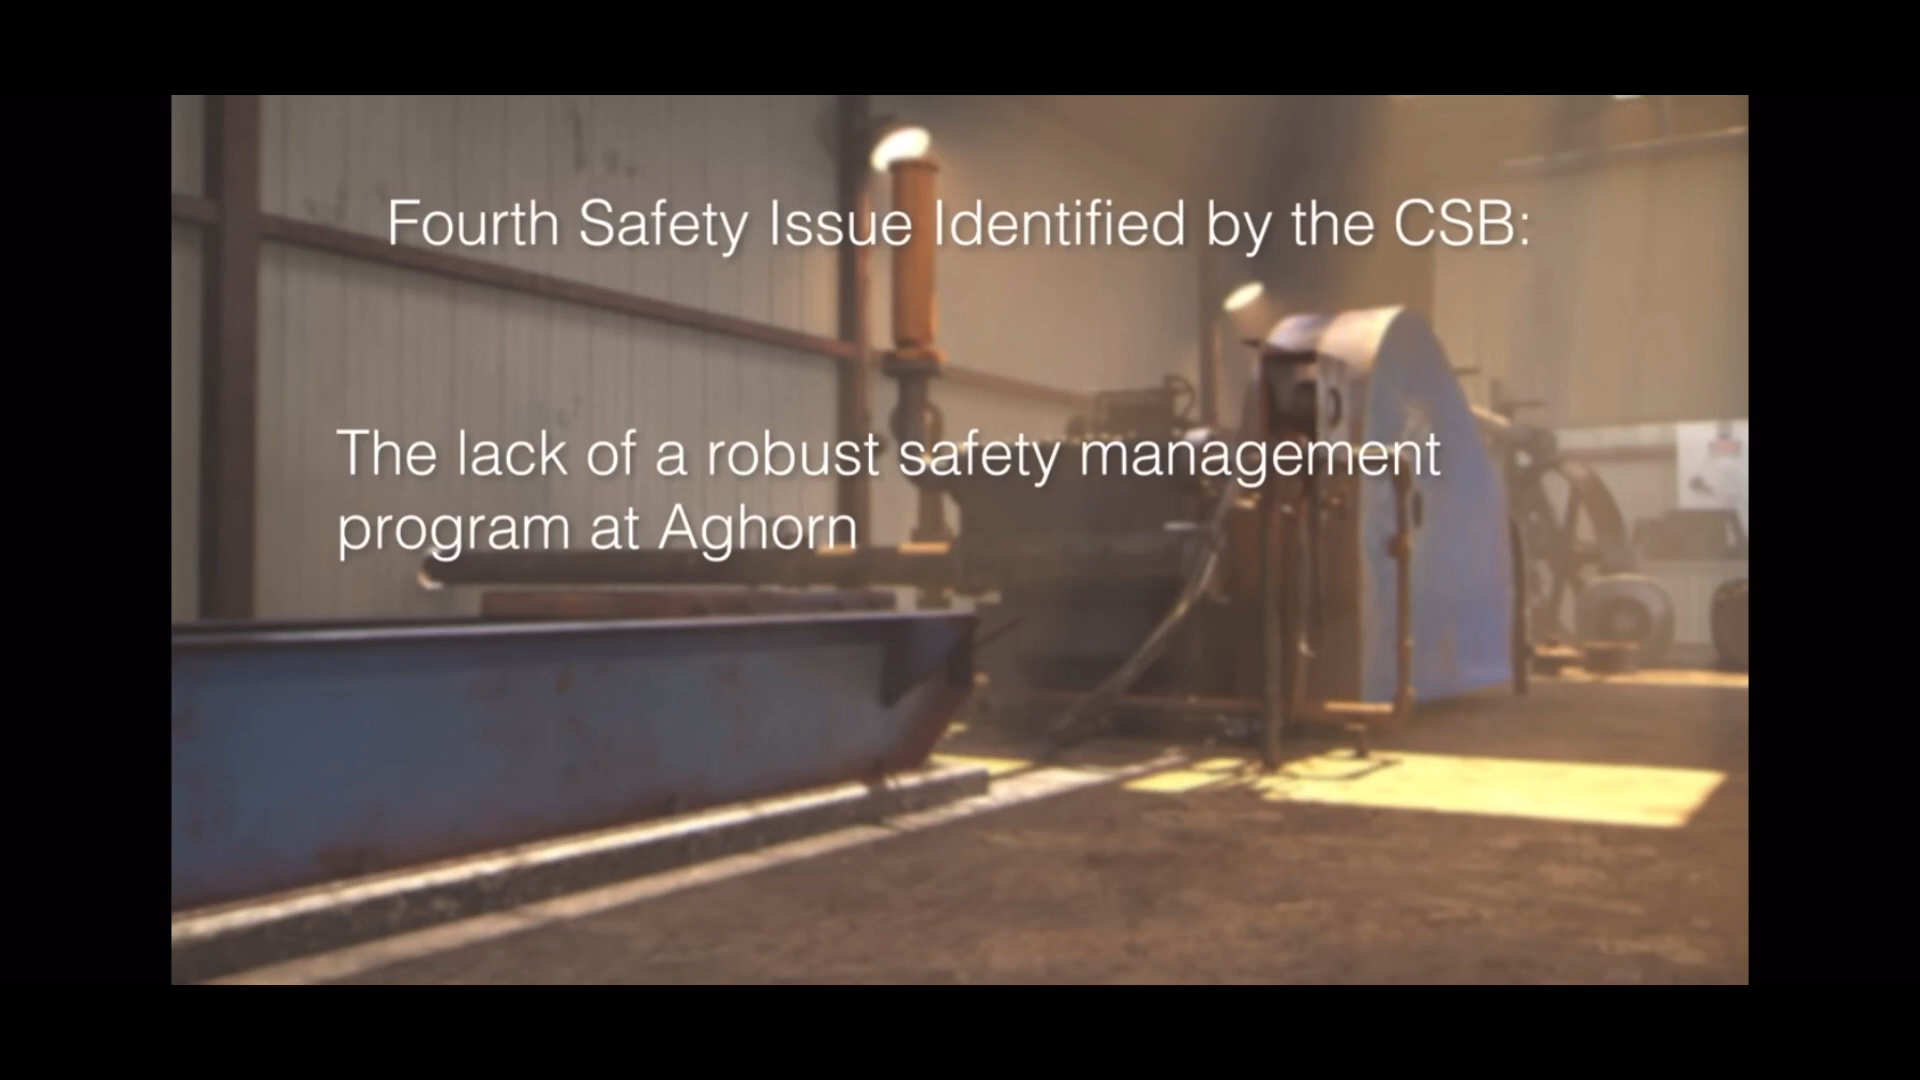 Fourth Safety Issue Identified by the CSB:
The lack of a robust safety management
program at Aghorn